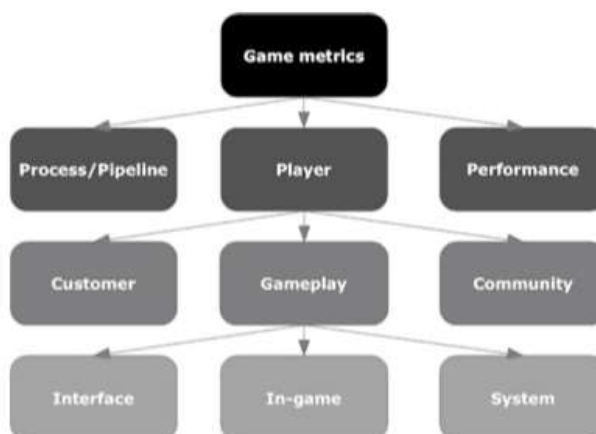 Game metrics
Process/Pipeline
Player
Performance
Customer
Gameplay
Community
Interface
In-game
System